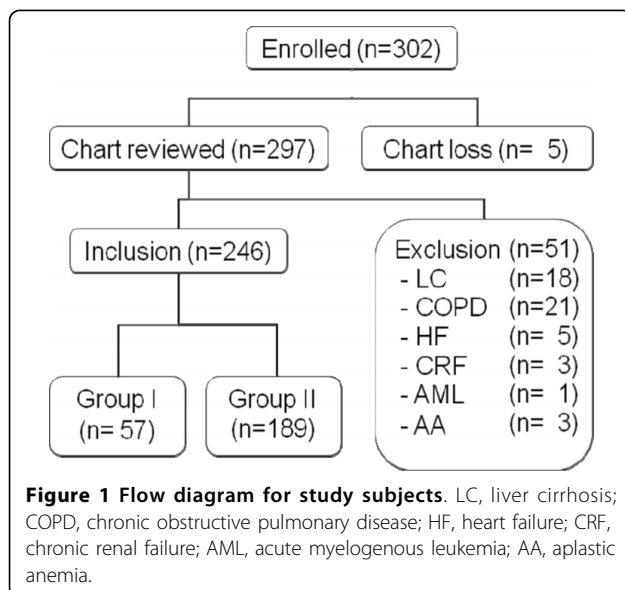 Enrolled (n=302)
Chart reviewed (n=297)
Chart loss (n= 5)
Inclusion (n=246)
Exclusion (n=51)
- LC (n=18)
- COPD (n=21)
- HF (n= 5)
- CRF (n= 3)
- AML (n= 1)
- AA (n= 3)
Group I
(n= 57)
Group II
(n=189)
Figure 1 Flow diagram for study subjects. LC, liver cirrhosis;
COPD, chronic obstructive pulmonary disease; HF, heart failure; CRF,
chronic renal failure; AML, acute myelogenous leukemia; AA, aplastic
anemia.